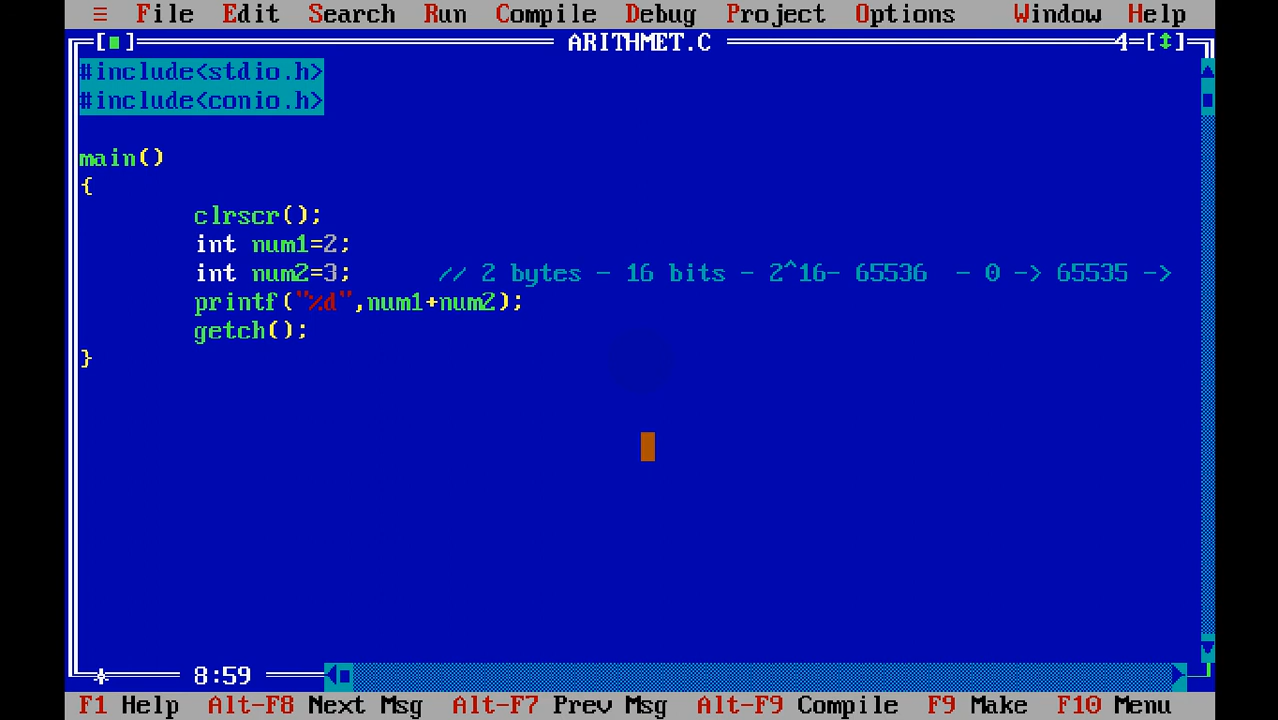 ≡ File Edit Search Run Compile Debug Project Options Window Help
[■] ARITHMET.C 4=[↕]
#include<stdio.h>
#include<conio.h>
main()
{
clrscr();
int num1=2;
int num2=3; // 2 bytes - 16 bits - 2^16- 65536 - 0 -> 65535 ->
printf("%d",num1+num2);
getch();
}
8:59
F1 Help Alt-F8 Next Msg Alt-F7 Prev Msg Alt-F9 Compile F9 Make F10 Menu